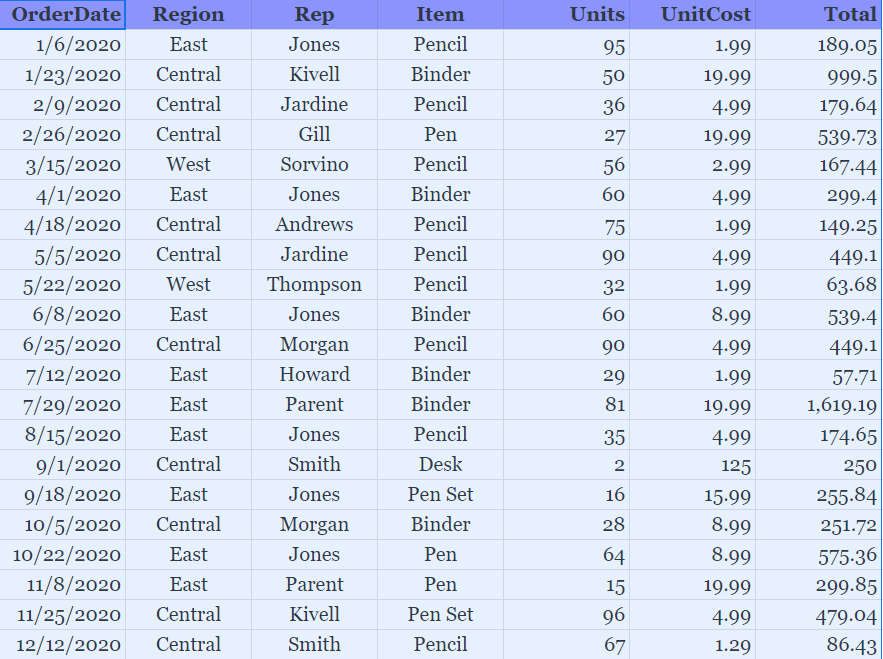 OrderDate Region Rep Item Units UnitCost Total
1/6/2020 East Jones Pencil 95 1.99 189.05
1/23/2020 Central Kivell Binder 50 19.99 999.5
2/9/2020 Central Jardine Pencil 36 4.99 179.64
2/26/2020 Central Gill Pen 27 19.99 539.73
3/15/2020 West Sorvino Pencil 56 2.99 167.44
4/1/2020 East Jones Binder 60 4.99 299.4
4/18/2020 Central Andrews Pencil 75 1.99 149.25
5/5/2020 Central Jardine Pencil 90 4.99 449.1
5/22/2020 West Thompson Pencil 32 1.99 63.68
6/8/2020 East Jones Binder 60 8.99 539.4
6/25/2020 Central Morgan Pencil 90 4.99 449.1
7/12/2020 East Howard Binder 29 1.99 57.71
7/29/2020 East Parent Binder 81 19.99 1,619.19
8/15/2020 East Jones Pencil 35 4.99 174.65
9/1/2020 Central Smith Desk 2 125 250
9/18/2020 East Jones Pen Set 16 15.99 255.84
10/5/2020 Central Morgan Binder 28 8.99 251.72
10/22/2020 East Jones Pen 64 8.99 575.36
11/8/2020 East Parent Pen 15 19.99 299.85
11/25/2020 Central Kivell Pen Set 96 4.99 479.04
12/12/2020 Central Smith Pencil 67 1.29 86.43